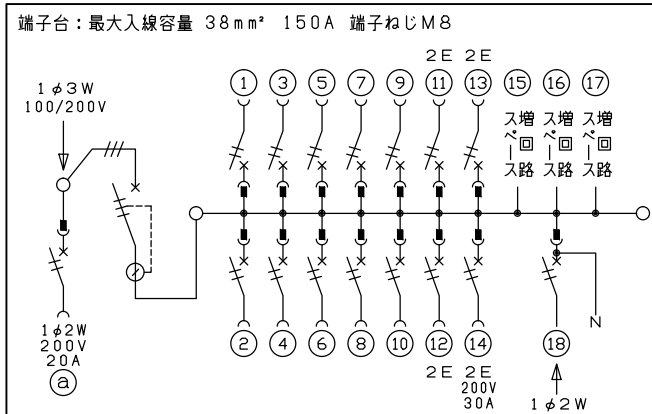 端子台：最大入線容量 38mm² 150A 端子ねじM8
1φ3W
100/200V
2E 2E
① ③ ⑤ ⑦ ⑨ ⑪ ⑬ ⑮ ⑯ ⑰
増回路スペース
増回路スペース
増回路スペース
N
1φ2W
200V
20A
ⓐ
② ④ ⑥ ⑧ ⑩ ⑫ ⑭ ⑱
2E 2E
200V
30A
1φ2W